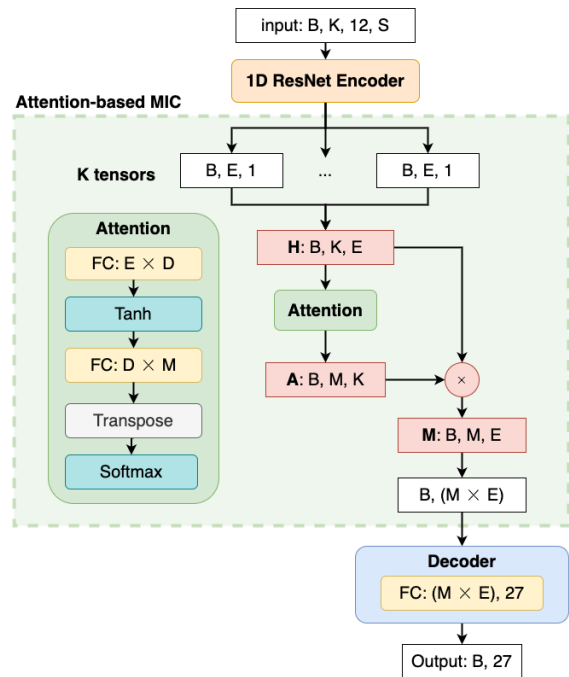 input: B, K, 12, S
1D ResNet Encoder
Attention-based MIC
K tensors
B, E, 1
...
B, E, 1
Attention
FC: E × D
Tanh
FC: D × M
Transpose
Softmax
H: B, K, E
Attention
A: B, M, K
×
M: B, M, E
B, (M × E)
Decoder
FC: (M × E), 27
Output: B, 27